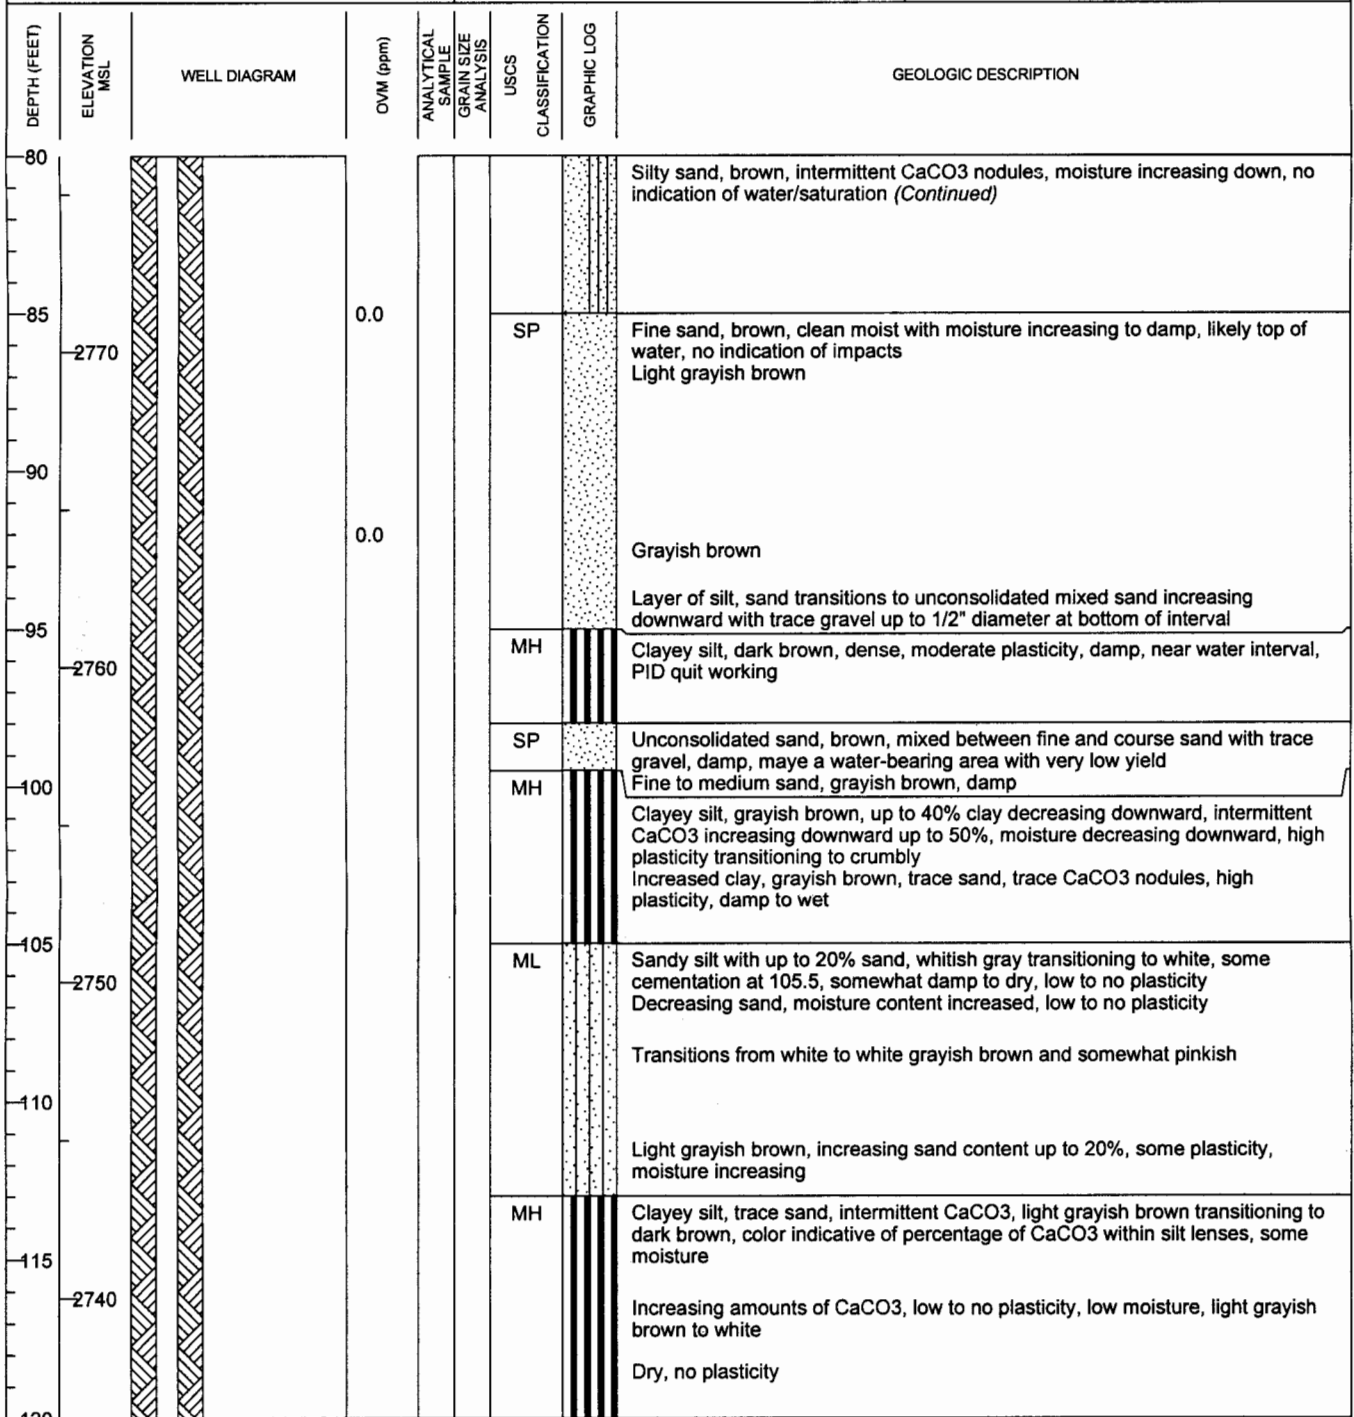 DEPTH (FEET)
ELEVATION
MSL
WELL DIAGRAM
OVM (ppm)
ANALYTICAL
SAMPLE
GRAIN SIZE
ANALYSIS
USCS
CLASSIFICATION
GRAPHIC LOG
GEOLOGIC DESCRIPTION
80
Silty sand, brown, intermittent CaCO3 nodules, moisture increasing down, no
indication of water/saturation (Continued)
85
0.0
SP
Fine sand, brown, clean moist with moisture increasing to damp, likely top of
water, no indication of impacts
2770
Light grayish brown
90
0.0
Grayish brown
Layer of silt, sand transitions to unconsolidated mixed sand increasing
downward with trace gravel up to 1/2" diameter at bottom of interval
95
MH
Clayey silt, dark brown, dense, moderate plasticity, damp, near water interval,
PID quit working
2760
SP
Unconsolidated sand, brown, mixed between fine and course sand with trace
gravel, damp, maye a water-bearing area with very low yield
100
MH
Fine to medium sand, grayish brown, damp
Clayey silt, grayish brown, up to 40% clay decreasing downward, intermittent
CaCO3 increasing downward up to 50%, moisture decreasing downward, high
plasticity transitioning to crumbly
Increased clay, grayish brown, trace sand, trace CaCO3 nodules, high
plasticity, damp to wet
105
ML
Sandy silt with up to 20% sand, whitish gray transitioning to white, some
cementation at 105.5, somewhat damp to dry, low to no plasticity
2750
Decreasing sand, moisture content increased, low to no plasticity
Transitions from white to white grayish brown and somewhat pinkish
110
Light grayish brown, increasing sand content up to 20%, some plasticity,
moisture increasing
MH
Clayey silt, trace sand, intermittent CaCO3, light grayish brown transitioning to
dark brown, color indicative of percentage of CaCO3 within silt lenses, some
moisture
115
2740
Increasing amounts of CaCO3, low to no plasticity, low moisture, light grayish
brown to white
Dry, no plasticity